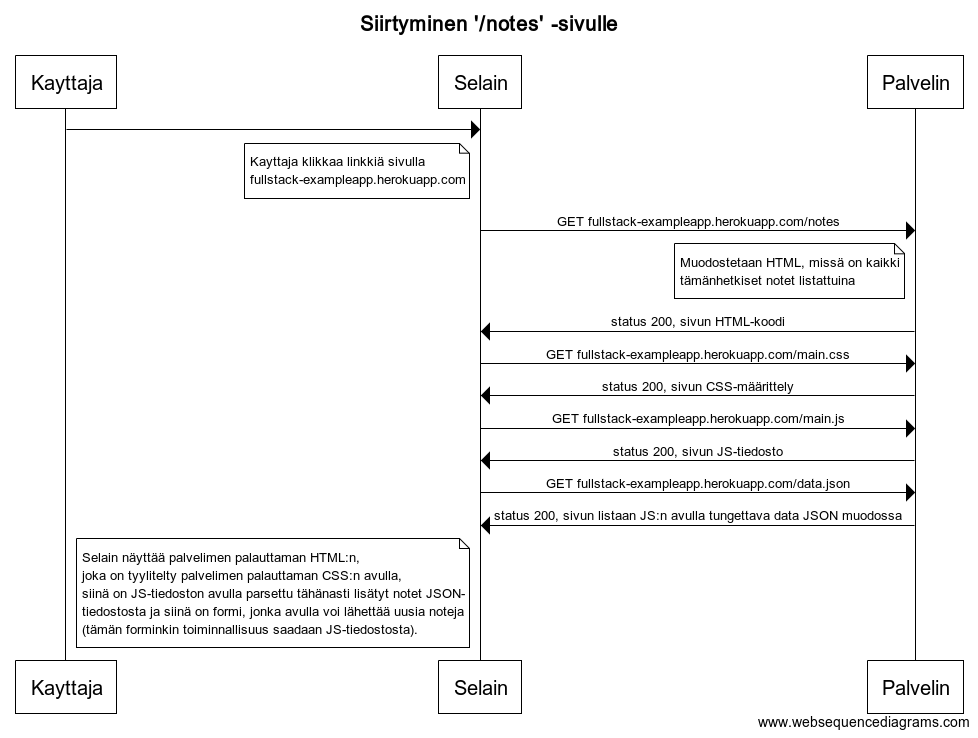 Siirtyminen '/notes' -sivulle
Kayttaja
Selain
Palvelin
Kayttaja klikkaa linkkiä sivulla
fullstack-exampleapp.herokuapp.com
GET fullstack-exampleapp.herokuapp.com/notes
Muodostetaan HTML, missä on kaikki
tämänhetkiset notet listattuina
status 200, sivun HTML-koodi
GET fullstack-exampleapp.herokuapp.com/main.css
status 200, sivun CSS-määrittely
GET fullstack-exampleapp.herokuapp.com/main.js
status 200, sivun JS-tiedosto
GET fullstack-exampleapp.herokuapp.com/data.json
status 200, sivun listaan JS:n avulla tungettava data JSON muodossa
Selain näyttää palvelimen palauttaman HTML:n,
joka on tyylitelty palvelimen palauttaman CSS:n avulla,
siinä on JS-tiedoston avulla parsettu tähänasti lisätyt notet JSON-
tiedostosta ja siinä on formi, jonka avulla voi lähettää uusia noteja
(tämän forminkin toiminnallisuus saadaan JS-tiedostosta).
Kayttaja
Selain
Palvelin
www.websequencediagrams.com